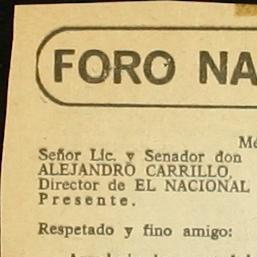 FORO NA
Mé
Señor Lic. y Senador don
ALEJANDRO CARRILLO,
Director de EL NACIONAL
Presente.
Respetado y fino amigo: